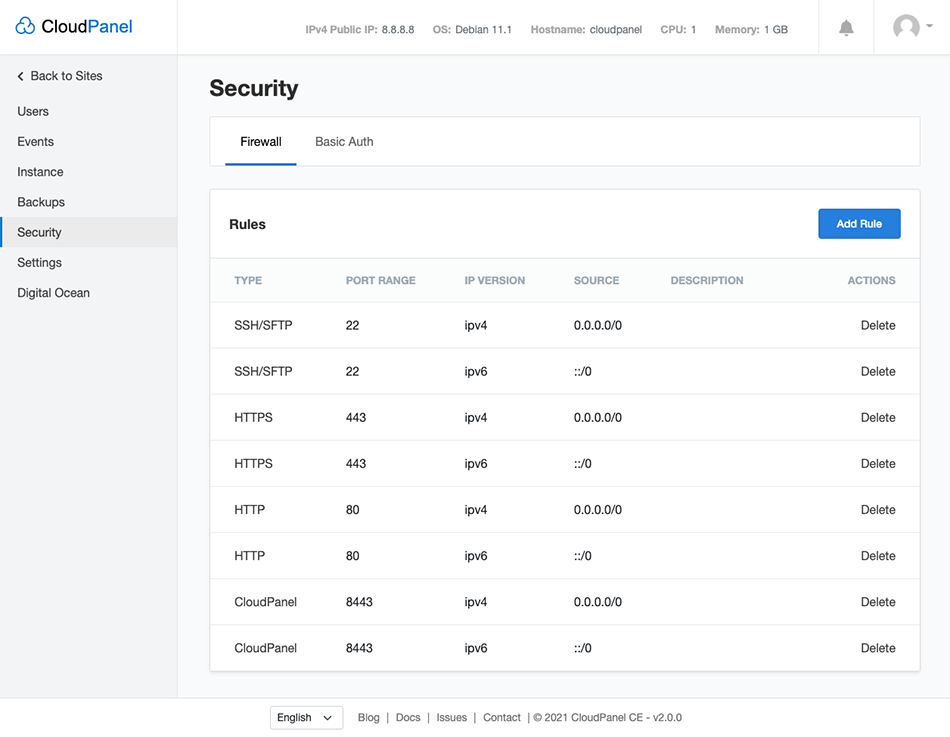 CloudPanel
IPv4 Public IP: 8.8.8.8 OS: Debian 11.1 Hostname: cloudpanel CPU: 1 Memory: 1 GB
Back to Sites
Users
Events
Instance
Backups
Security
Settings
Digital Ocean
Security
Firewall Basic Auth
Rules Add Rule
TYPE PORT RANGE IP VERSION SOURCE DESCRIPTION ACTIONS
SSH/SFTP 22 ipv4 0.0.0.0/0 Delete
SSH/SFTP 22 ipv6 ::/0 Delete
HTTPS 443 ipv4 0.0.0.0/0 Delete
HTTPS 443 ipv6 ::/0 Delete
HTTP 80 ipv4 0.0.0.0/0 Delete
HTTP 80 ipv6 ::/0 Delete
CloudPanel 8443 ipv4 0.0.0.0/0 Delete
CloudPanel 8443 ipv6 ::/0 Delete
English Blog | Docs | Issues | Contact | © 2021 CloudPanel CE - v2.0.0